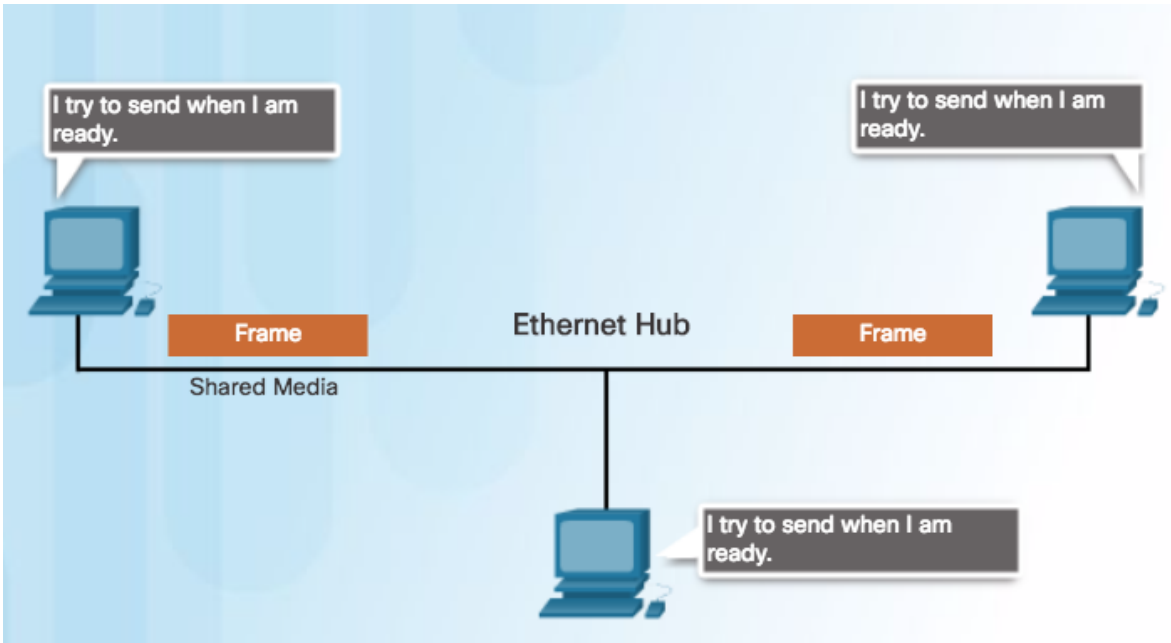 I try to send when I am
ready.
I try to send when I am
ready.
Frame
Ethernet Hub
Frame
Shared Media
I try to send when I am
ready.